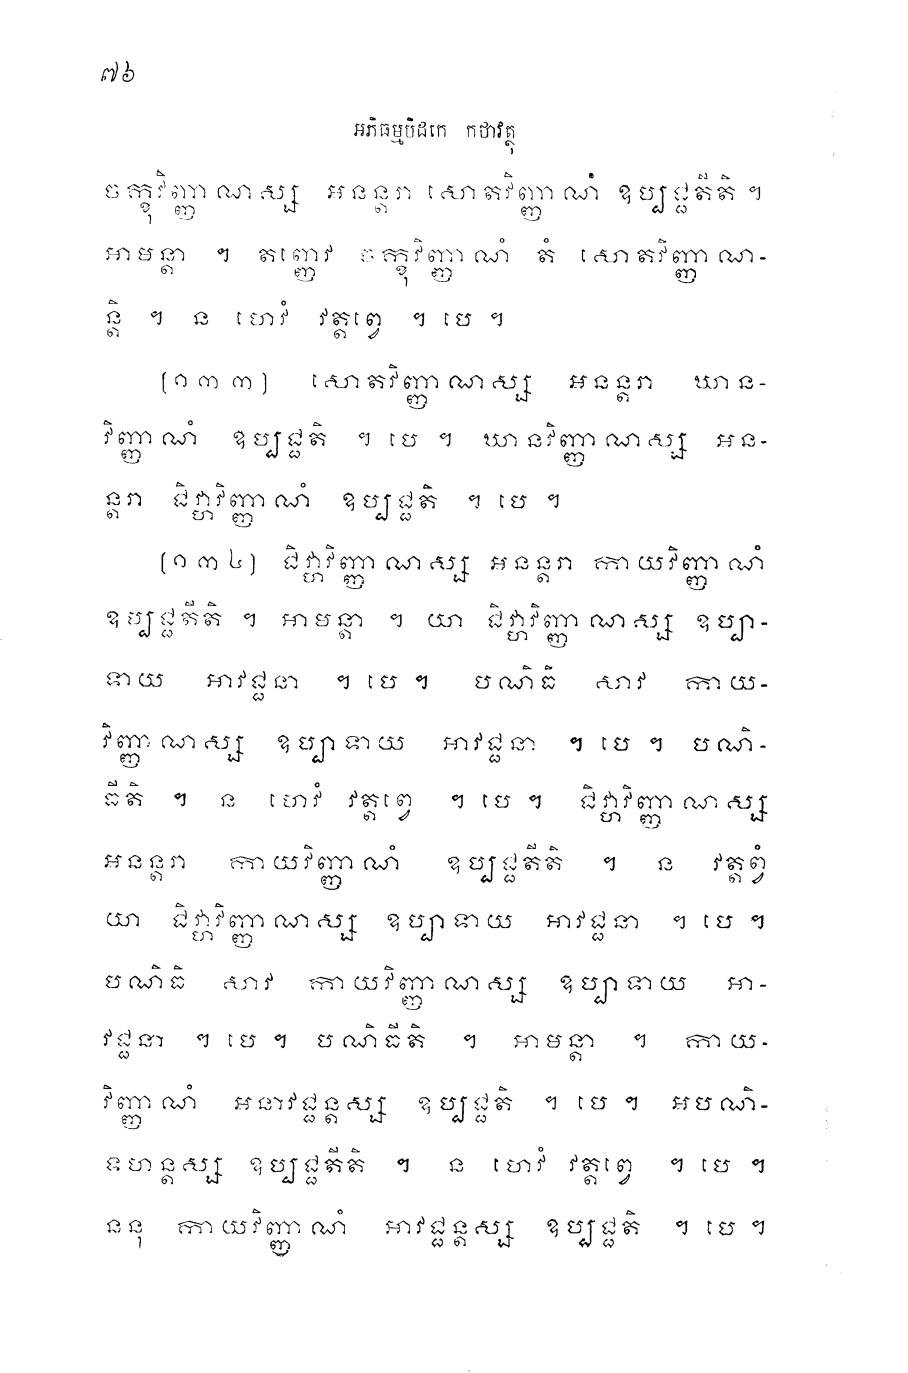 ៧៦
អភិធម្មបិដកេ កថាវត្ថុ
ចក្ខុវិញ្ញាណស្ស អនន្តរា សោតវិញ្ញាណំ ឧប្បជ្ជតីតិ ។
អាមន្តា ។ តញ្ញេវ ចក្ខុវិញ្ញាណំ តំ សោតវិញ្ញាណ-
ន្តិ ។ ន ហេវំ វត្តព្វេ ។ បេ ។
(១៣៣) សោតវិញ្ញាណស្ស អនន្តរា ឃាន-
វិញ្ញាណំ ឧប្បជ្ជតិ ។ បេ ។ ឃានវិញ្ញាណស្ស អន-
ន្តរា ជិវ្ហាវិញ្ញាណំ ឧប្បជ្ជតិ ។ បេ ។
(១៣៤) ជិវ្ហាវិញ្ញាណស្ស អនន្តរា កាយវិញ្ញាណំ
ឧប្បជ្ជតីតិ ។ អាមន្តា ។ យា ជិវ្ហាវិញ្ញាណស្ស ឧប្បា-
ទាយ អាវជ្ជនា ។ បេ ។ បណិធិ សាវ កាយ-
វិញ្ញាណស្ស ឧប្បាទាយ អាវជ្ជនា ។ បេ ។ បណិ-
ធីតិ ។ ន ហេវំ វត្តព្វេ ។ បេ ។ ជិវ្ហាវិញ្ញាណស្ស
អនន្តរា កាយវិញ្ញាណំ ឧប្បជ្ជតីតិ ។ ន វត្តព្វំ
យា ជិវ្ហាវិញ្ញាណស្ស ឧប្បាទាយ អាវជ្ជនា ។ បេ ។
បណិធិ សាវ កាយវិញ្ញាណស្ស ឧប្បាទាយ អា-
វជ្ជនា ។ បេ ។ បណិធីតិ ។ អាមន្តា ។ កាយ-
វិញ្ញាណំ អនាវជ្ជន្តស្ស ឧប្បជ្ជតិ ។ បេ ។ អបណិ-
ទហន្តស្ស ឧប្បជ្ជតីតិ ។ ន ហេវំ វត្តព្វេ ។ បេ ។
ននុ កាយវិញ្ញាណំ អាវជ្ជន្តស្ស ឧប្បជ្ជតិ ។ បេ ។